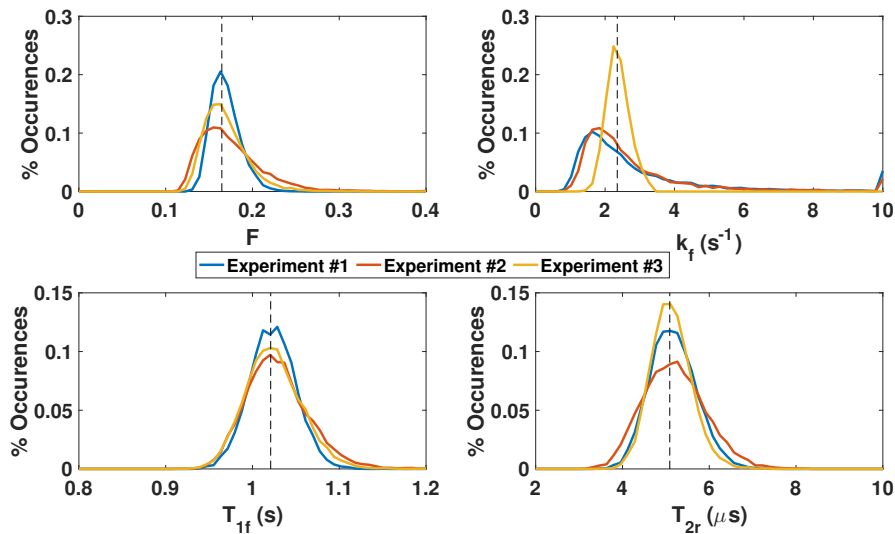 % Occurences
0.3
0.2
0.1
0
0 0.1 0.2 0.3 0.4
F
% Occurences
0.3
0.2
0.1
0
0 2 4 6 8 10
k_f (s^-1)
Experiment #1 Experiment #2 Experiment #3
% Occurences
0.15
0.1
0.05
0
0.8 0.9 1 1.1 1.2
T_1f (s)
% Occurences
0.15
0.1
0.05
0
2 4 6 8 10
T_2r (μs)